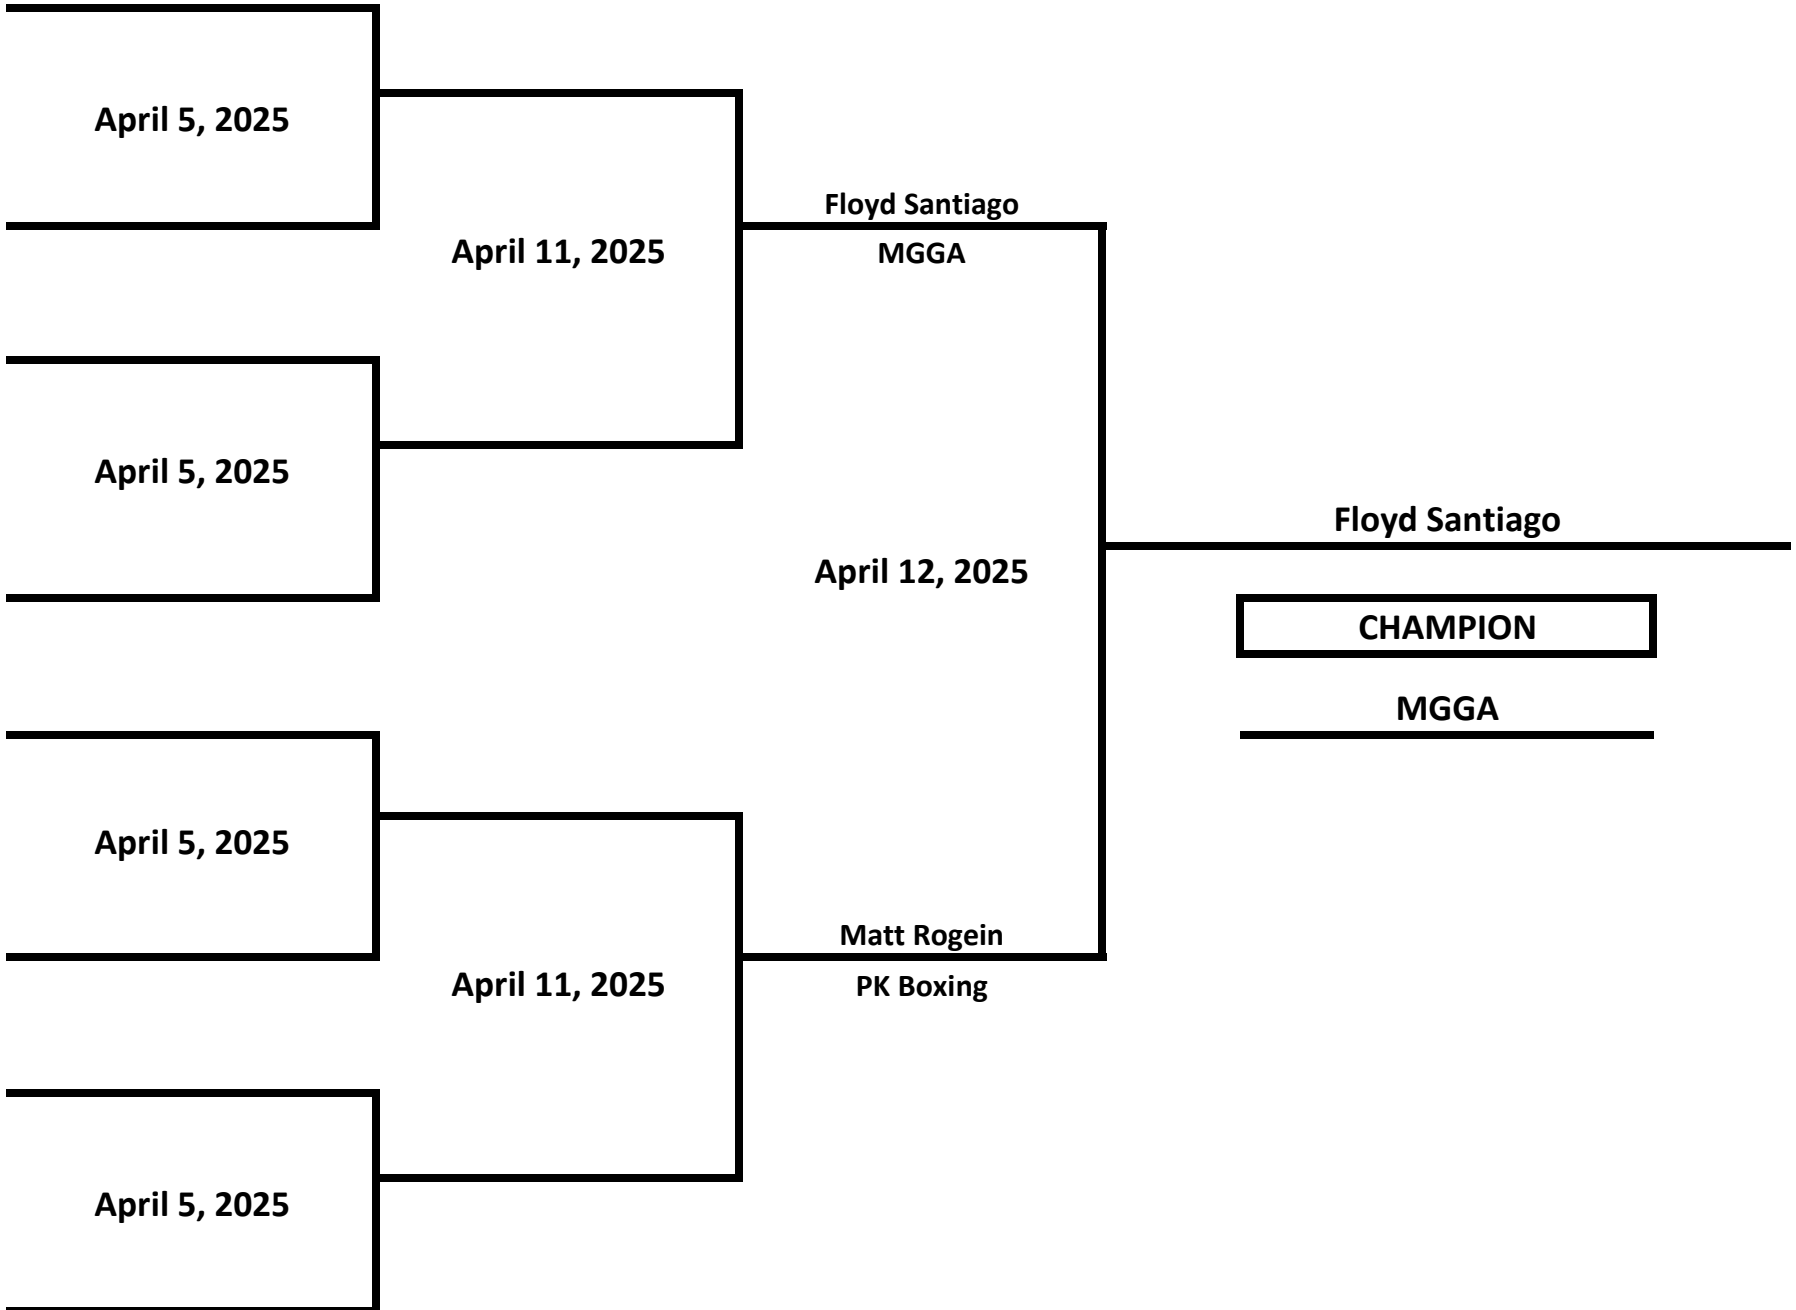 April 5, 2025
Floyd Santiago
April 11, 2025
MGGA
April 5, 2025
Floyd Santiago
April 12, 2025
CHAMPION
MGGA
April 5, 2025
Matt Rogein
April 11, 2025
PK Boxing
April 5, 2025